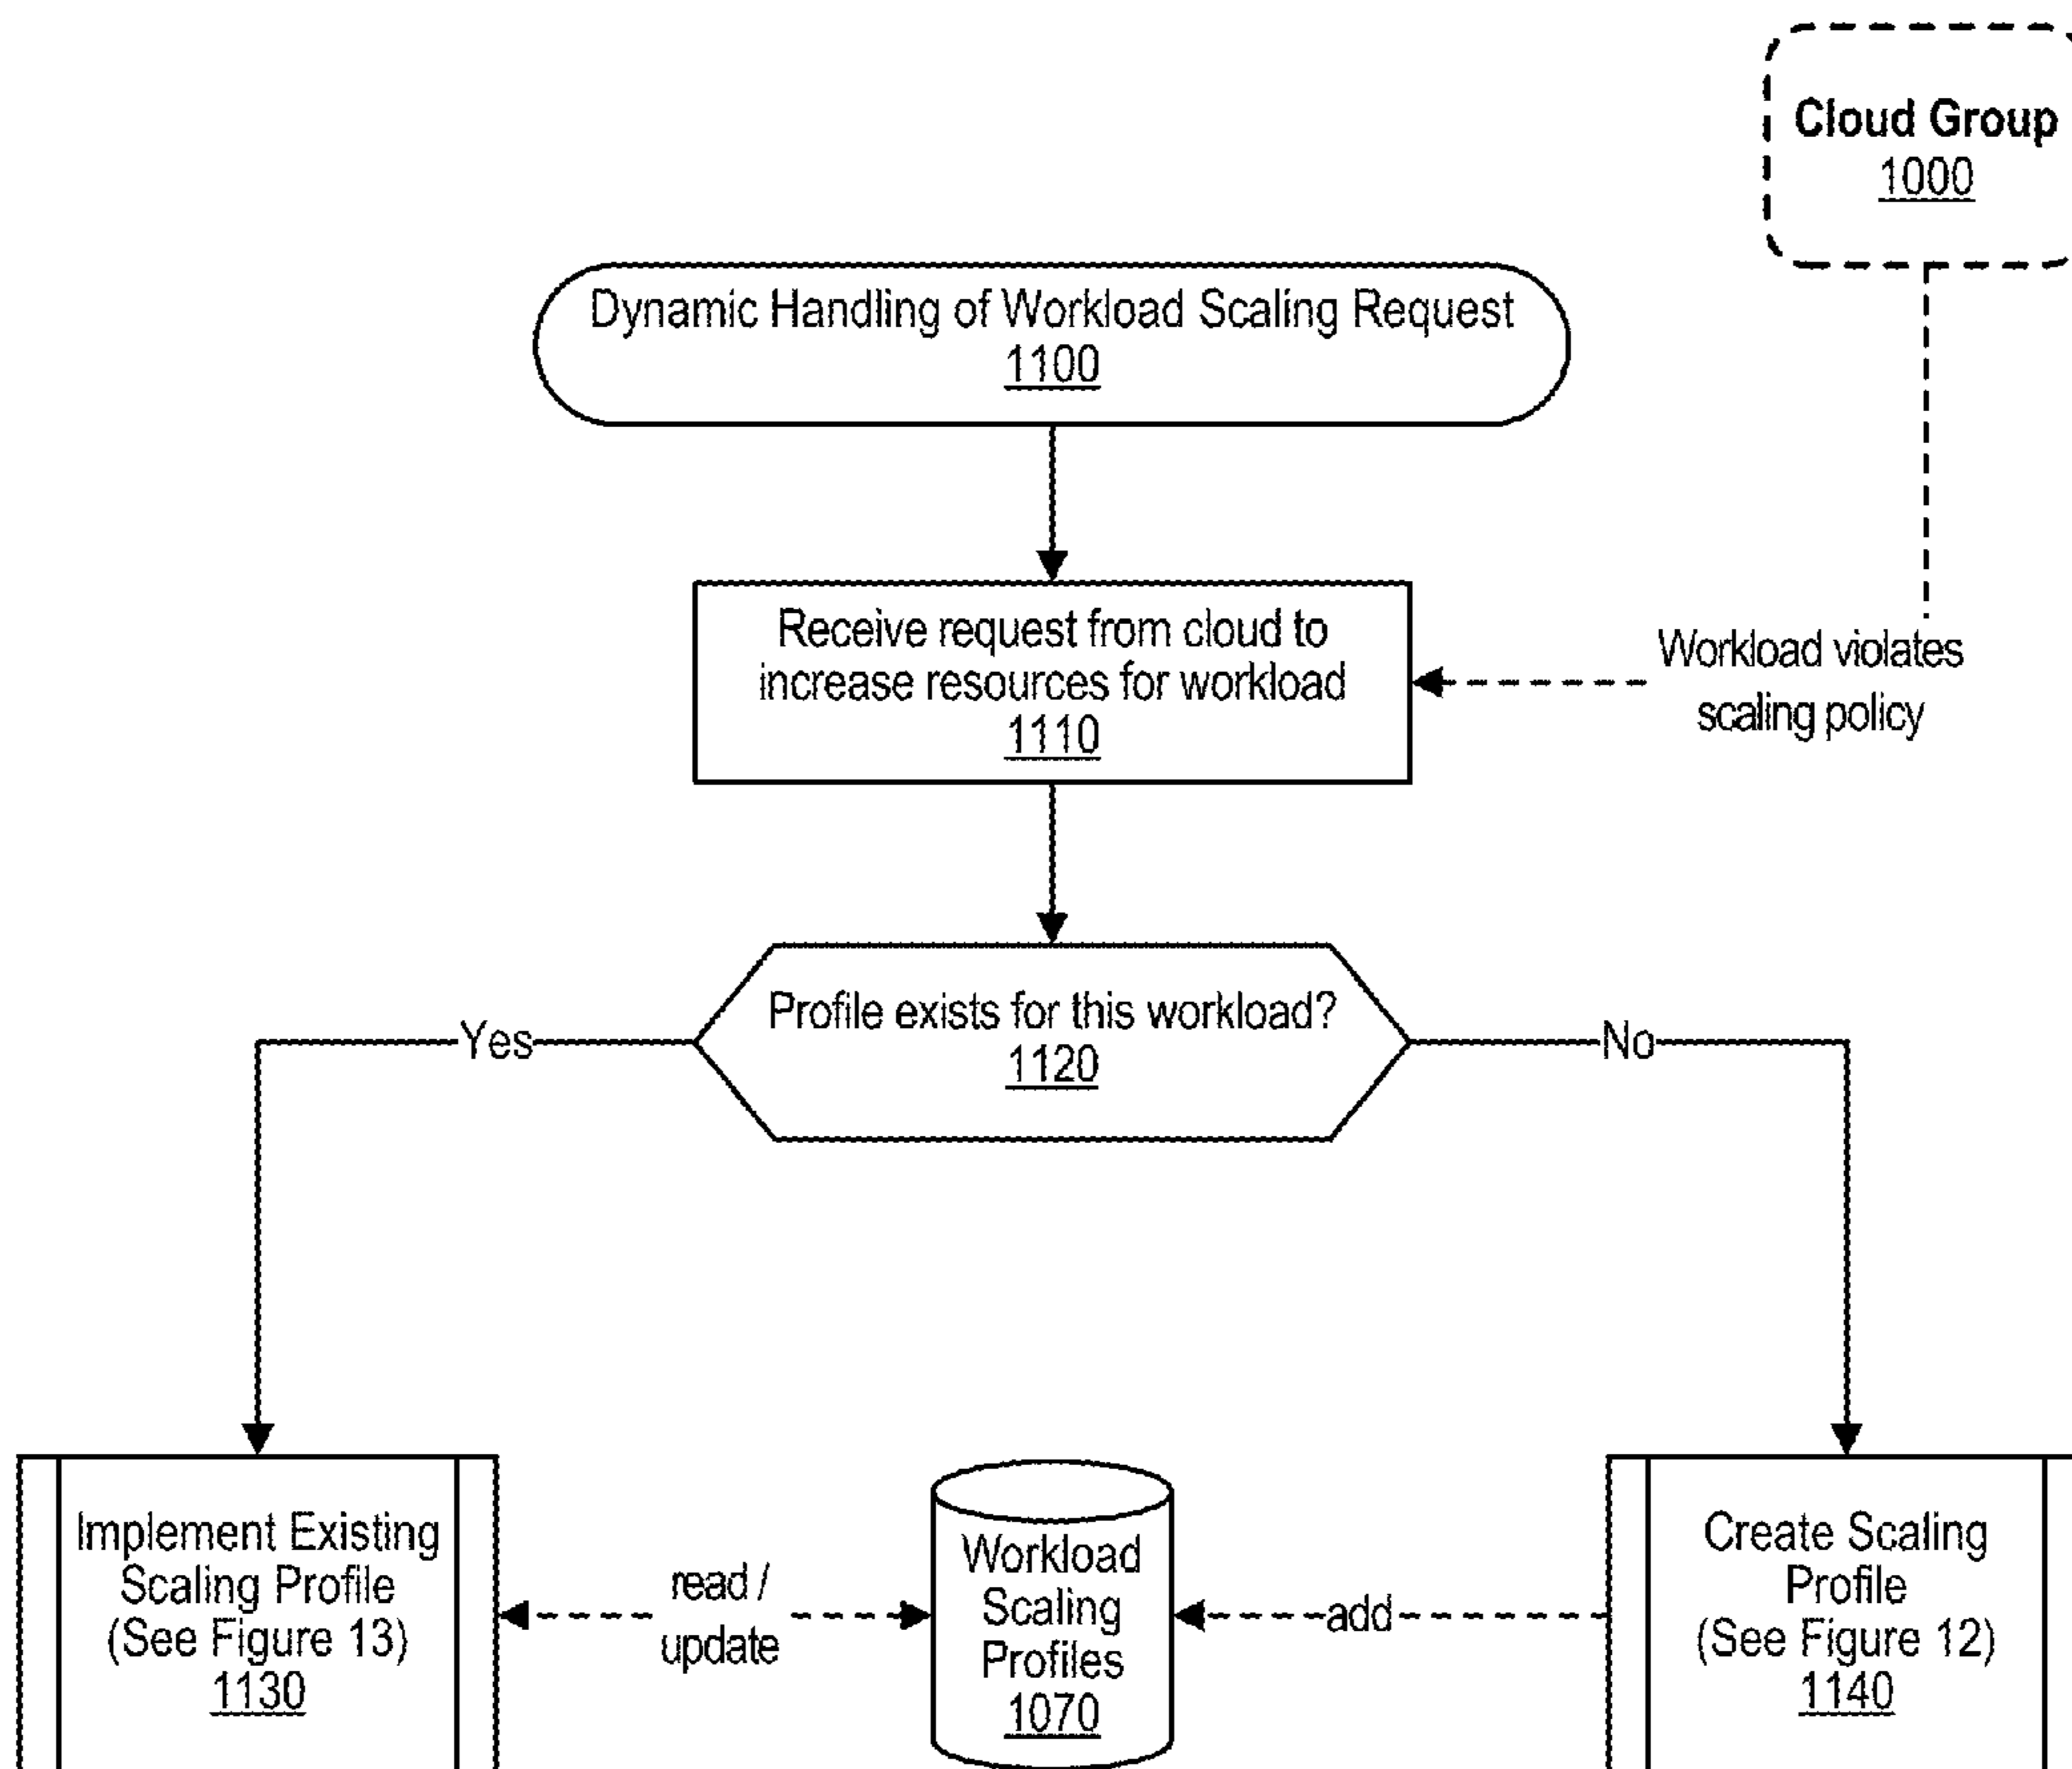 Cloud Group
1000
Dynamic Handling of Workload Scaling Request
1100
Receive request from cloud to
increase resources for workload
1110
Workload violates
scaling policy
Profile exists for this workload?
1120
Yes
No
Implement Existing
Scaling Profile
(See Figure 13)
1130
read /
update
Workload
Scaling
Profiles
1070
add
Create Scaling
Profile
(See Figure 12)
1140